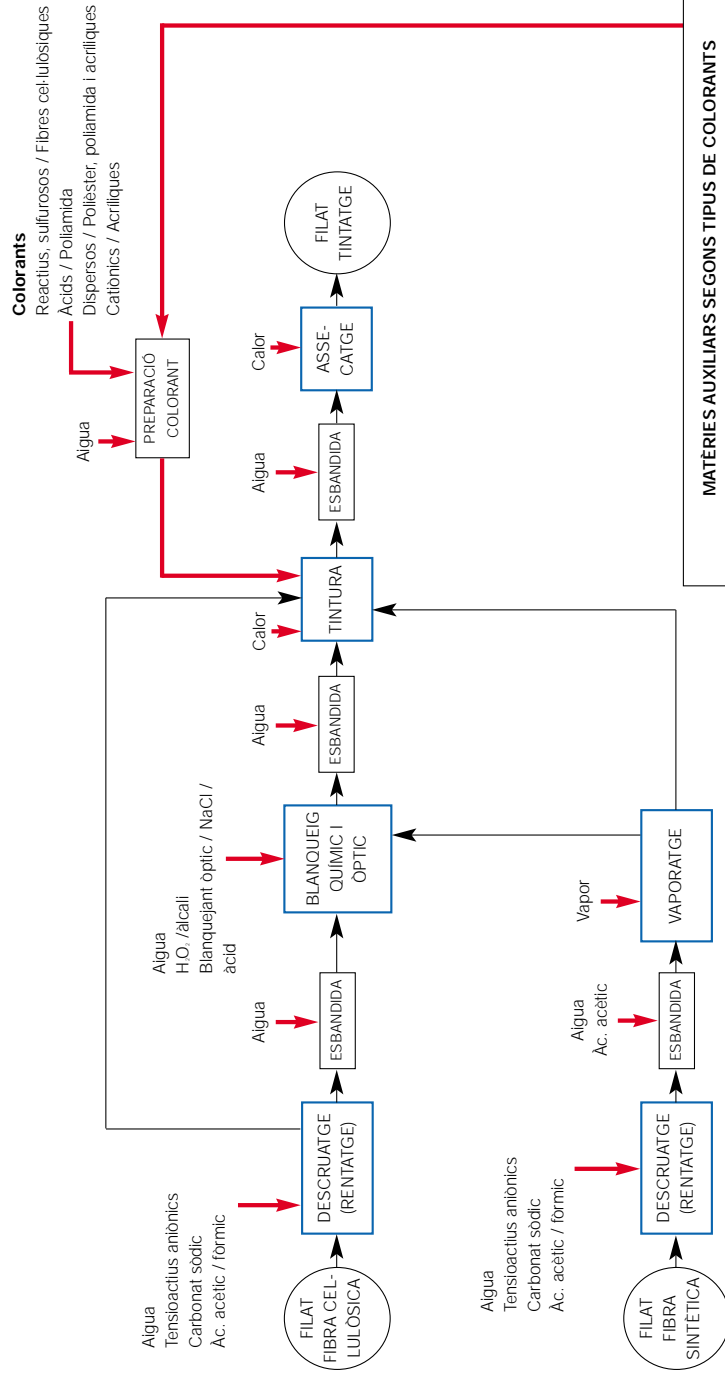 Colorants
Reactius, sulfurosos / Fibres cel·lulòsiques
Àcids / Poliamida
Dispersos / Polièster, poliamida i acríliques
Catiònics / Acríliques
Aigua
PREPARACIÓ
COLORANT
Aigua
Tensioactius aniònics
Carbonat sòdic
Àc. acètic / fòrmic
Aigua
Aigua
H₂O₂ /àlcali
Blanquejant òptic / NaCl /
àcid
Aigua
Calor
Aigua
Calor
FILAT
FIBRA CEL-
LULÒSICA
DESCRUATGE
(RENTATGE)
ESBANDIDA
BLANQUEIG
QUÍMIC I
ÒPTIC
ESBANDIDA
TINTURA
ESBANDIDA
ASSE-
CATGE
FILAT
TINTATGE
Aigua
Tensioactius aniònics
Carbonat sòdic
Àc. acètic / fòrmic
Aigua
Àc. acètic
Vapor
FILAT
FIBRA
SINTÈTICA
DESCRUATGE
(RENTATGE)
ESBANDIDA
VAPORATGE
MATÈRIES AUXILIARS SEGONS TIPUS DE COLORANTS